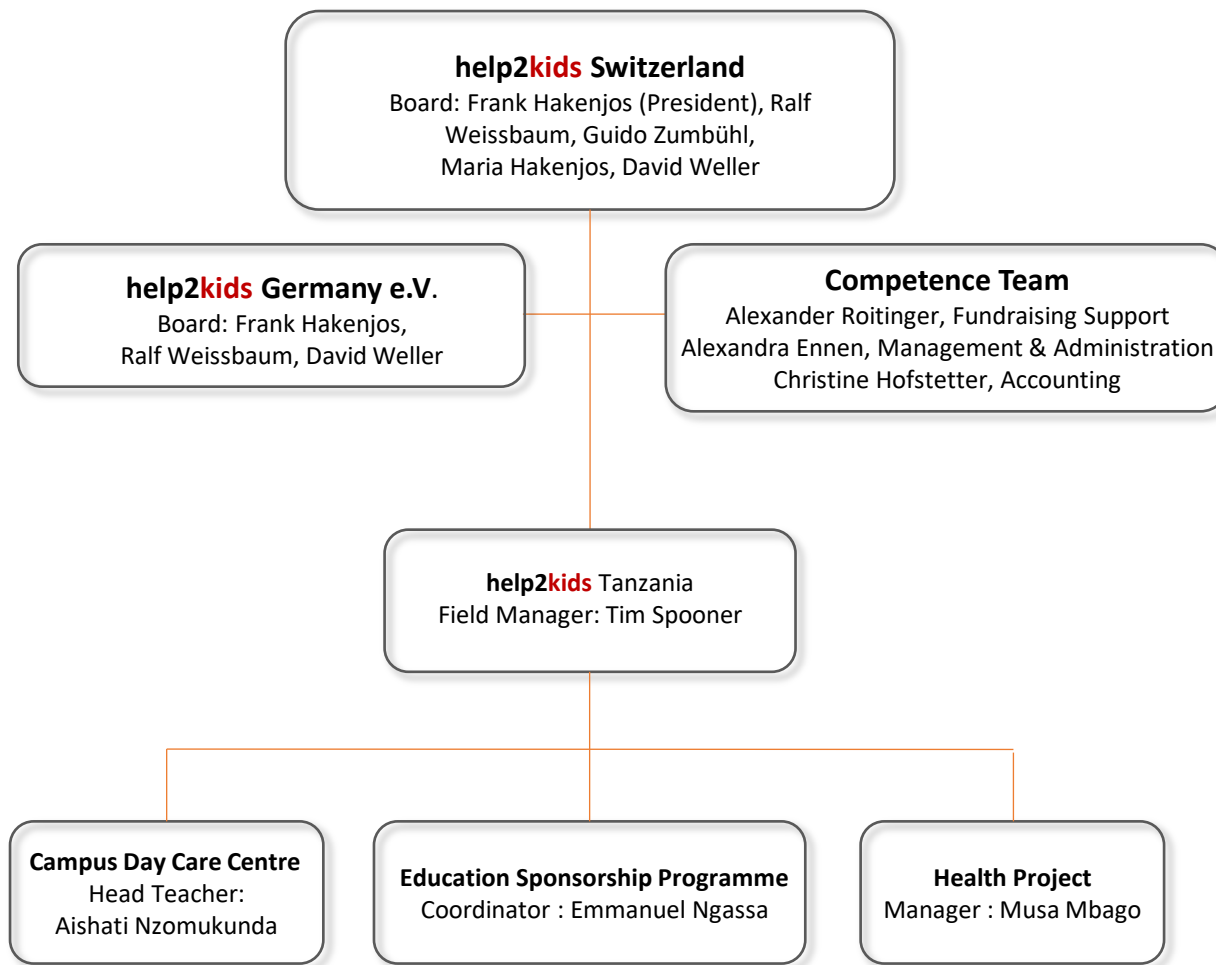 help2kids Switzerland
Board: Frank Hakenjos (President), Ralf
Weissbaum, Guido Zumbühl,
Maria Hakenjos, David Weller
help2kids Germany e.V.
Board: Frank Hakenjos,
Ralf Weissbaum, David Weller
Competence Team
Alexander Roitinger, Fundraising Support
Alexandra Ennen, Management & Administration
Christine Hofstetter, Accounting
help2kids Tanzania
Field Manager: Tim Spooner
Campus Day Care Centre
Head Teacher:
Aishati Nzomukunda
Education Sponsorship Programme
Coordinator : Emmanuel Ngassa
Health Project
Manager : Musa Mbago